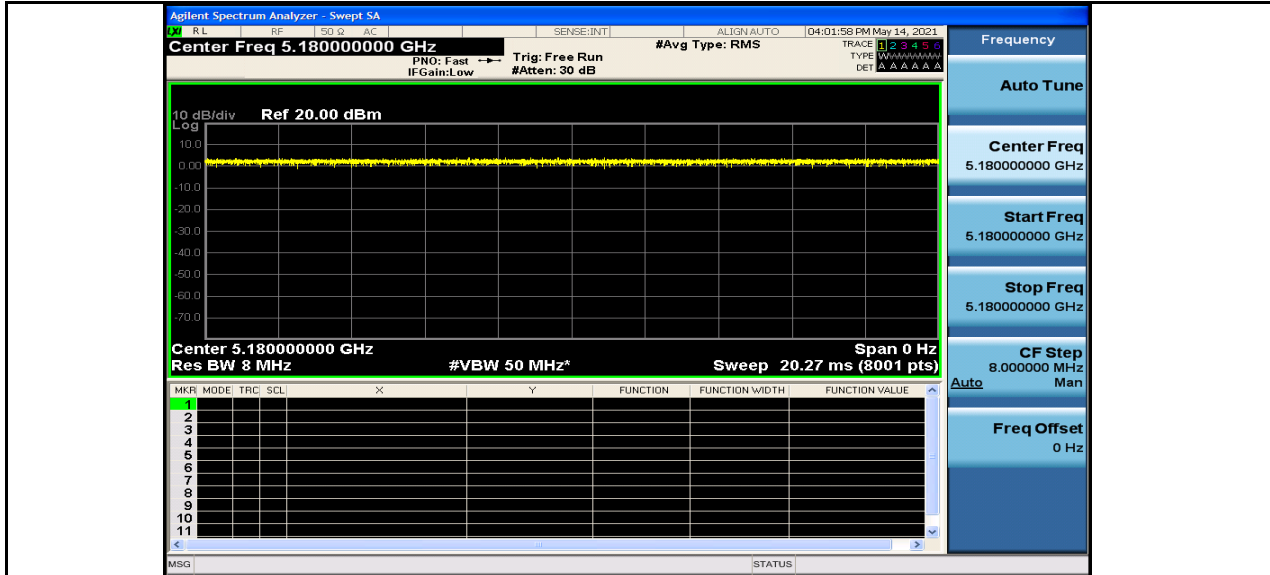 Agilent Spectrum Analyzer - Swept SA
LXI RL RF 50 Ω AC SENSE:INT ALIGN AUTO 04:01:58 PM May 14, 2021
Center Freq 5.180000000 GHz #Avg Type: RMS TRACE 1 2 3 4 5 6
PNO: Fast Trig: Free Run TYPE WWWWWW
IFGain:Low #Atten: 30 dB DET A A A A A A
10 dB/div Ref 20.00 dBm
Log
10.0
0.00
-10.0
-20.0
-30.0
-40.0
-50.0
-60.0
-70.0
Center 5.180000000 GHz Span 0 Hz
Res BW 8 MHz #VBW 50 MHz* Sweep 20.27 ms (8001 pts)
MKR MODE TRC SCL X Y FUNCTION FUNCTION WIDTH FUNCTION VALUE
1
2
3
4
5
6
7
8
9
10
11
MSG STATUS
Frequency
Auto Tune
Center Freq
5.180000000 GHz
Start Freq
5.180000000 GHz
Stop Freq
5.180000000 GHz
CF Step
8.000000 MHz
Auto Man
Freq Offset
0 Hz